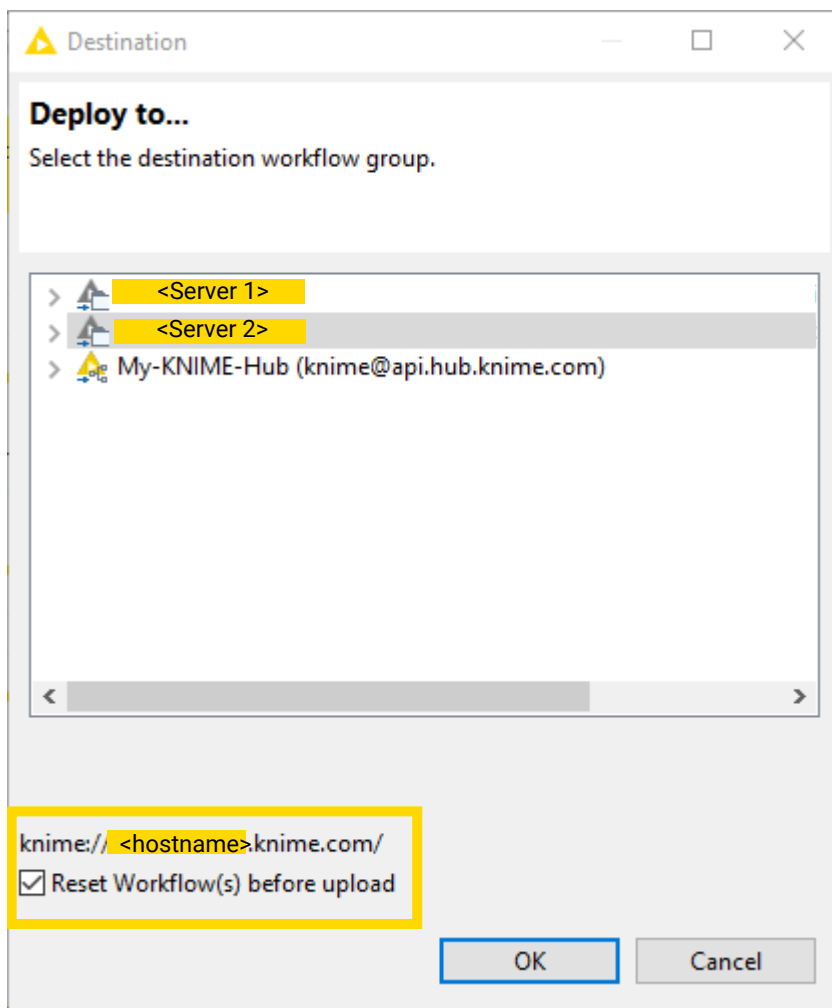 Destination
Deploy to...
Select the destination workflow group.
<Server 1>
<Server 2>
My-KNIME-Hub (knime@api.hub.knime.com)
knime://<hostname>.knime.com/
Reset Workflow(s) before upload
OK
Cancel